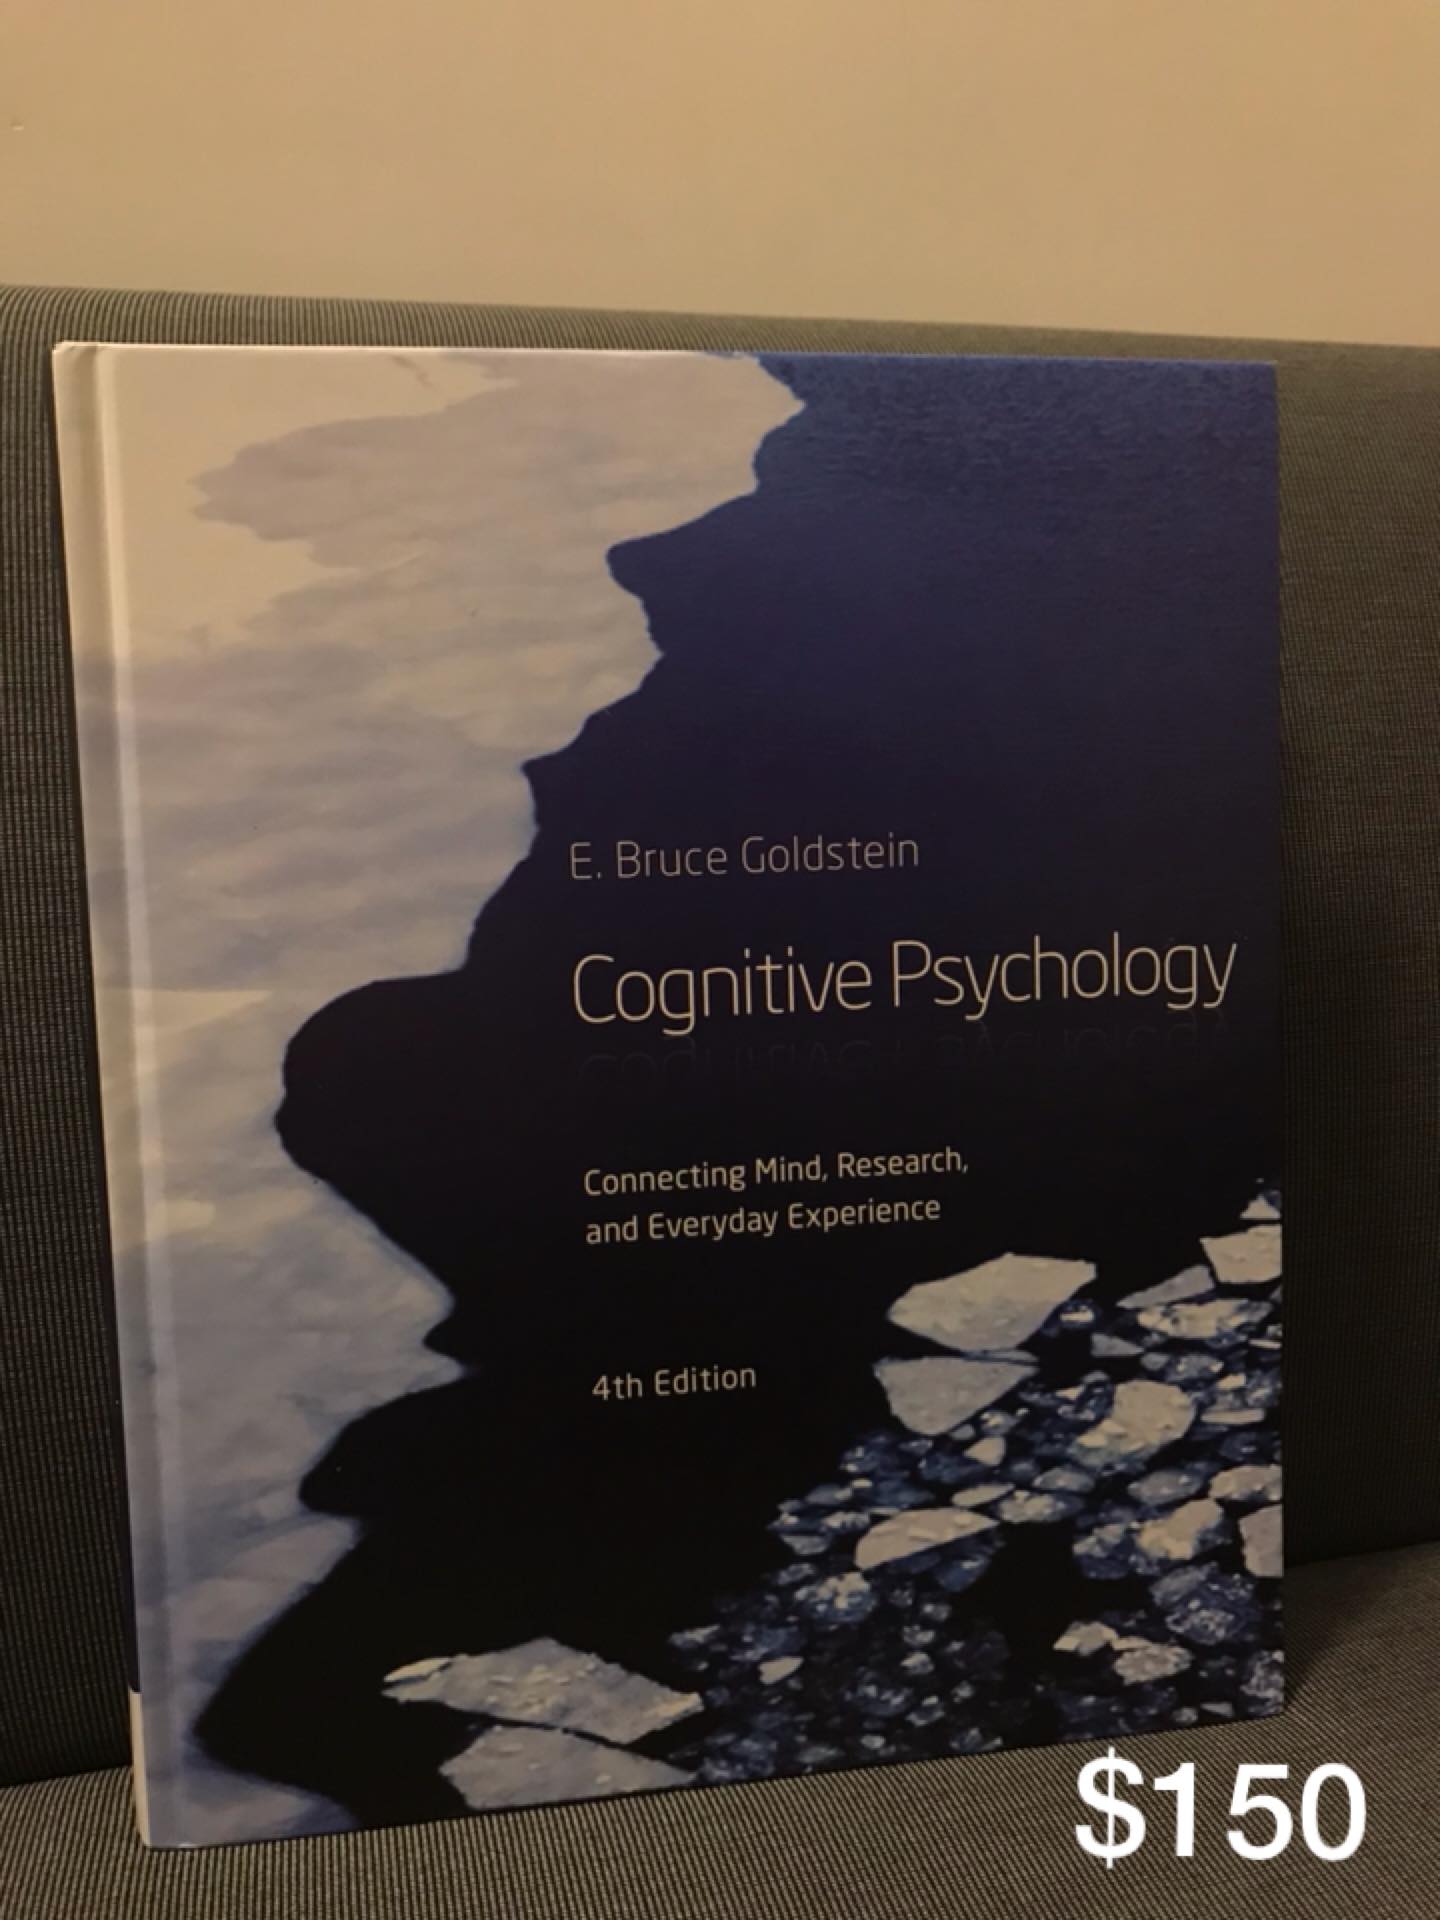 E. Bruce Goldstein
Cognitive Psychology
Connecting Mind, Research,
and Everyday Experience
4th Edition
$150